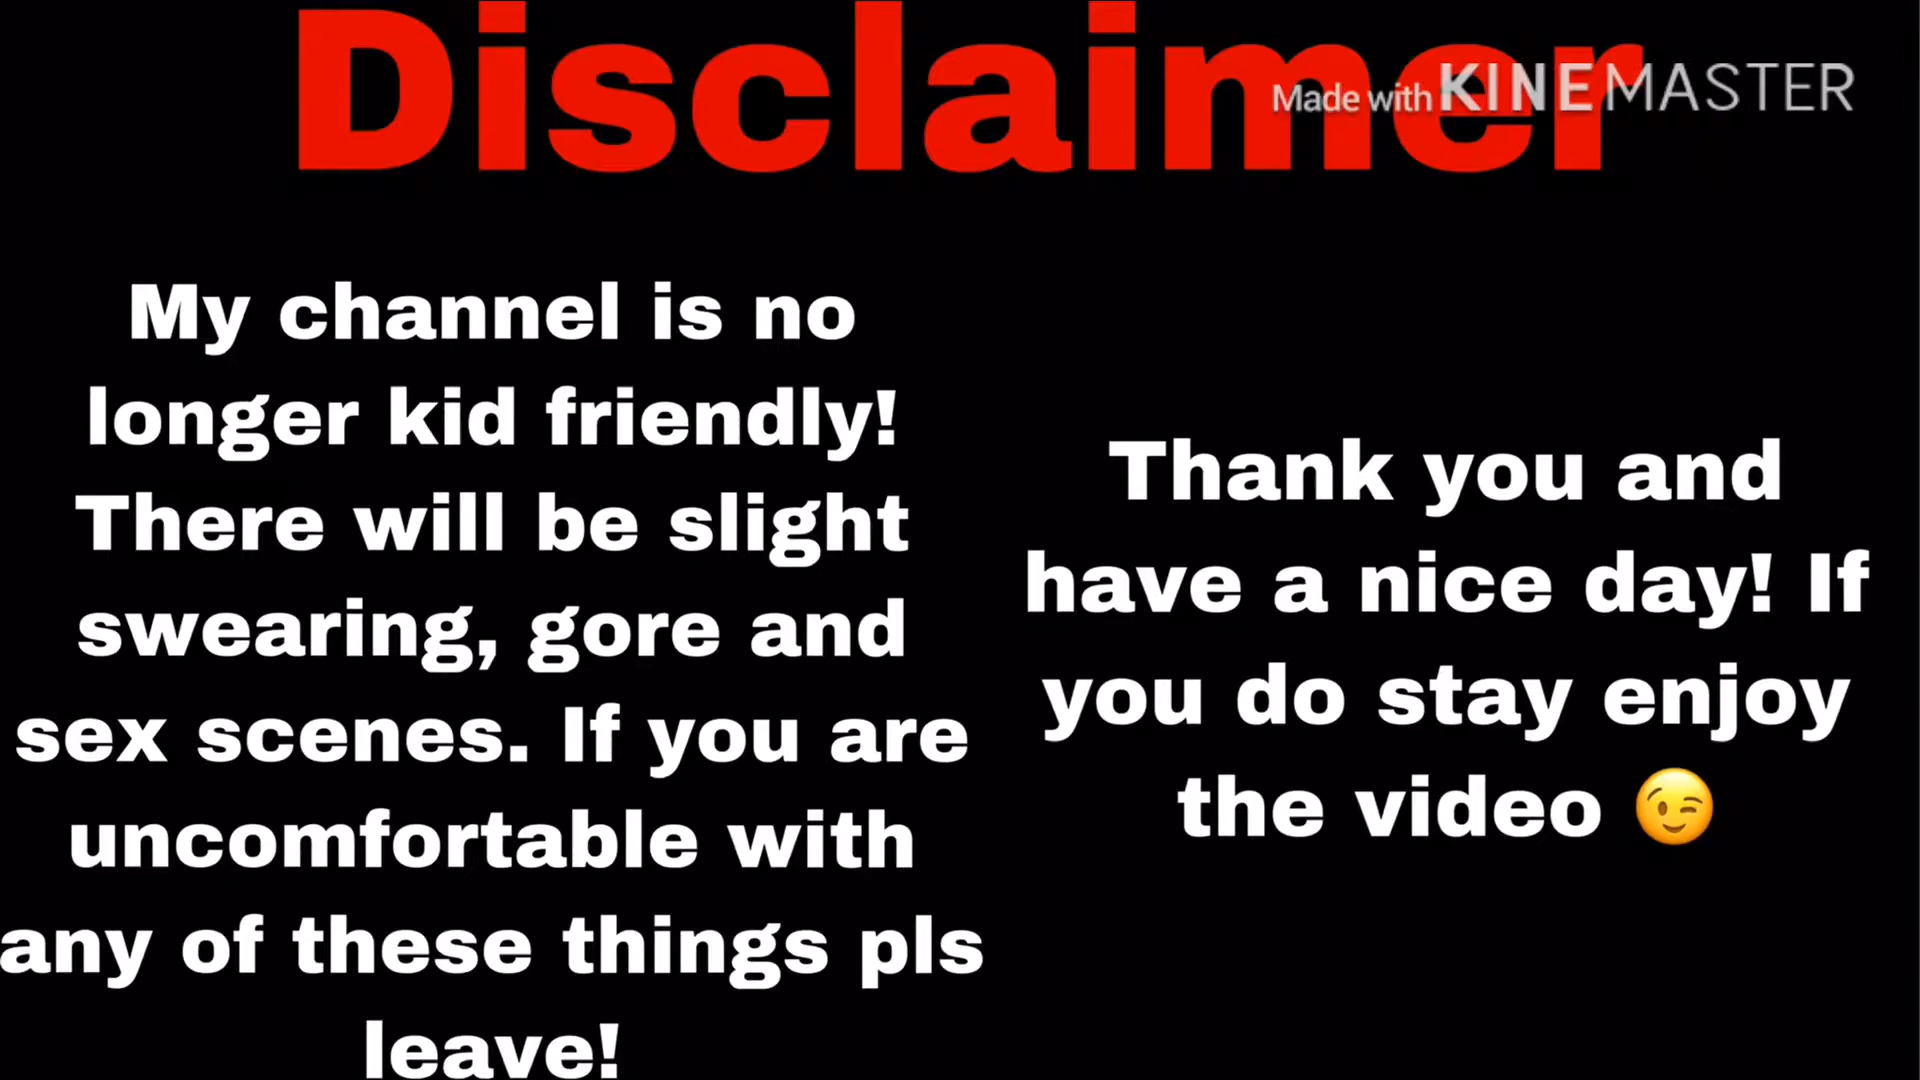 Disclaimer
Made with KINEMASTER
My channel is no
longer kid friendly!
There will be slight
swearing, gore and
sex scenes. If you are
uncomfortable with
any of these things pls
leave!
Thank you and
have a nice day! If
you do stay enjoy
the video 😉